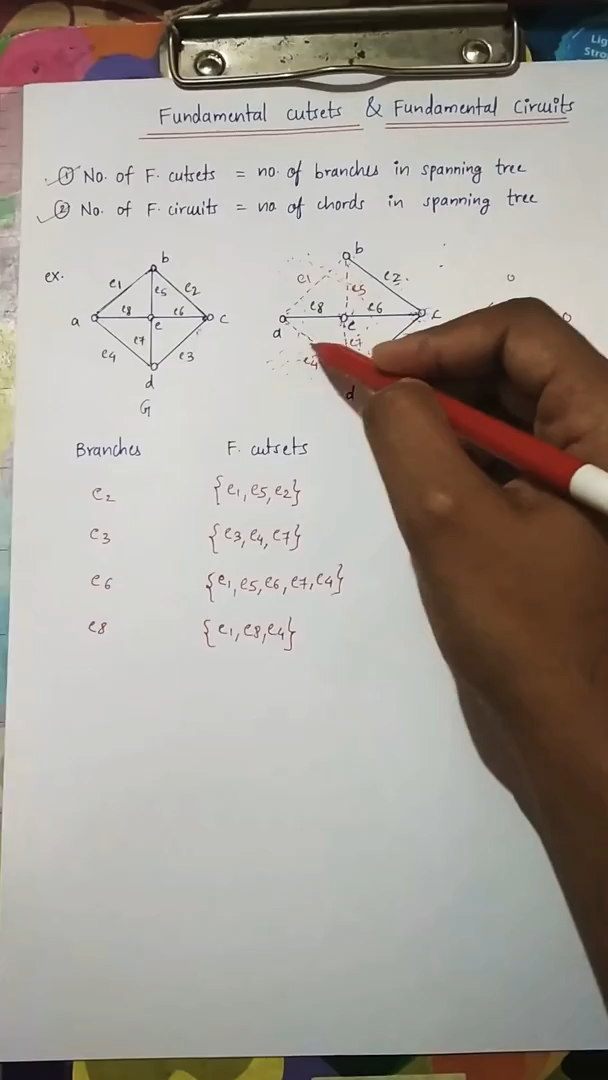 Lig
Stro
Fundamental cutsets & Fundamental Circuits
① No. of F. cutsets = no. of branches in spanning tree
② No. of F. circuits = no. of chords in spanning tree
ex.
b
e1 e5 e2
a e8 e e6 c
e4 e7 e3
d
G
b
e1 e5 e2
e8 e6
a e c
e4 e7
d
Branches F. cutsets
e2 {e1, e5, e2}
e3 {e3, e4, e7}
e6 {e1, e5, e6, e7, e4}
e8 {e1, e8, e4}